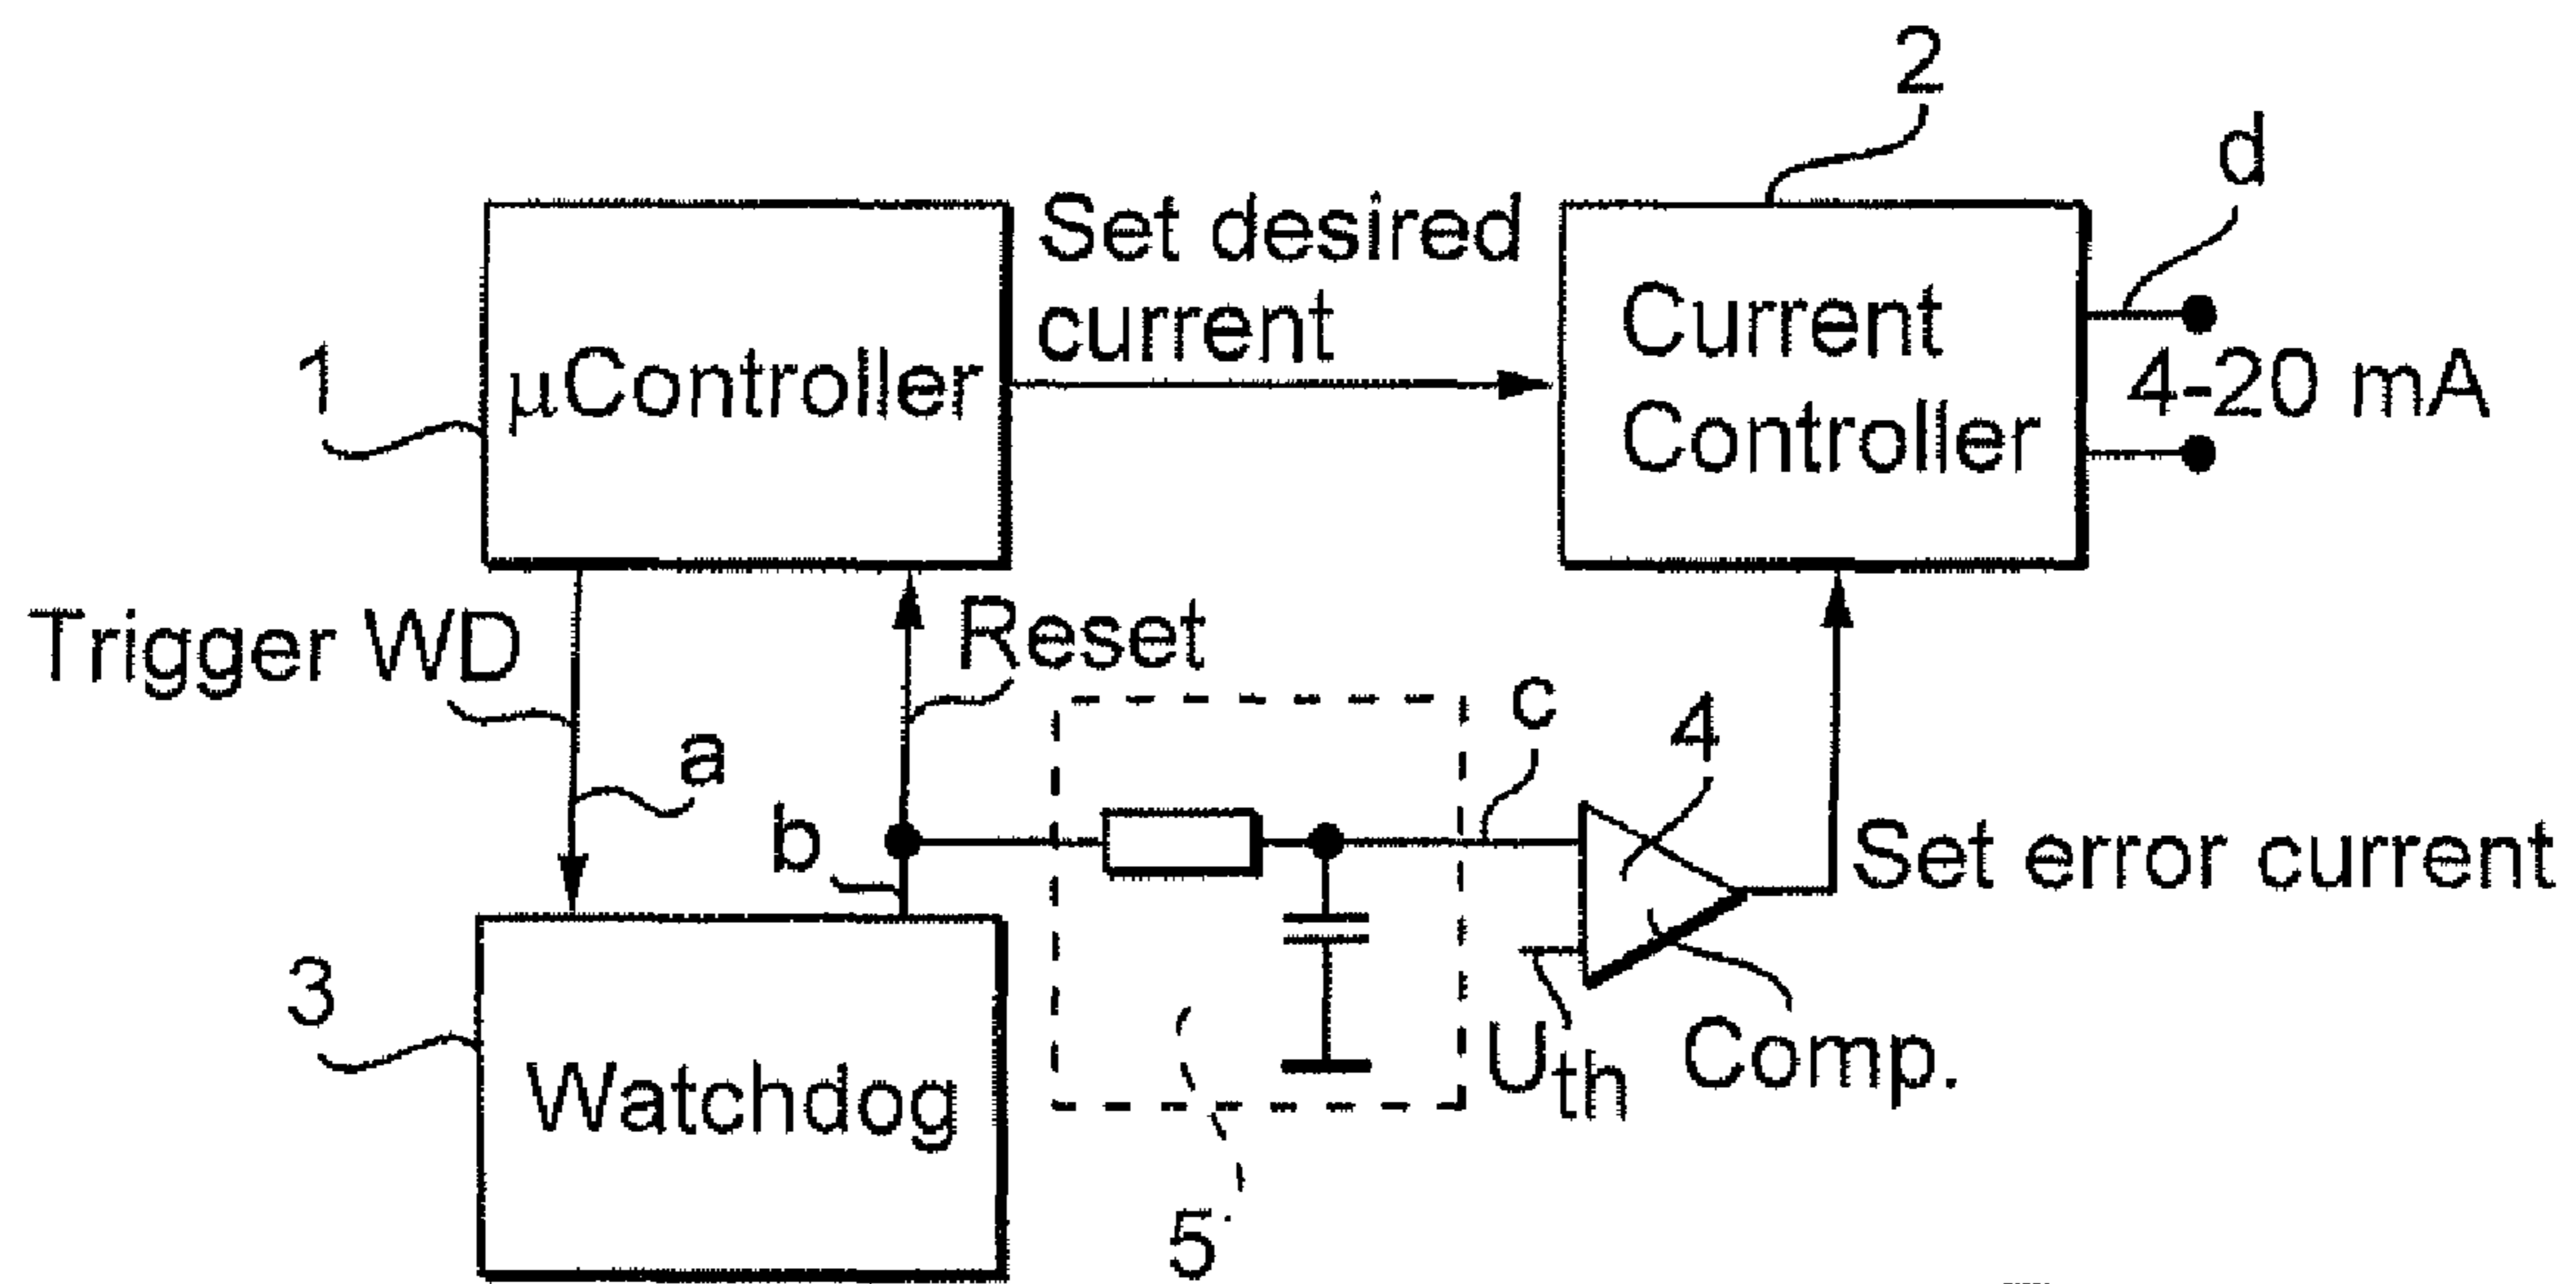 2
d
Set desired
current
1
μController
Current
Controller
4-20 mA
Trigger WD
Reset
c
4
a
b
Set error current
3
Watchdog
Uth
Comp.
5